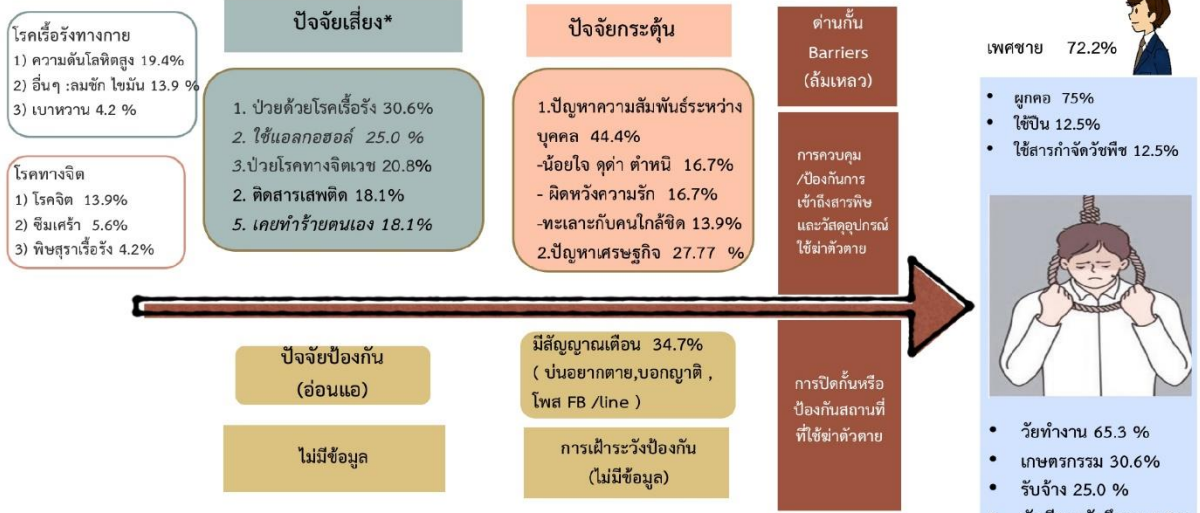 โรคเรื้อรังทางกาย
1) ความดันโลหิตสูง 19.4%
2) อื่นๆ :ลมชัก ไขมัน 13.9 %
3) เบาหวาน 4.2 %
โรคทางจิต
1) โรคจิต 13.9%
2) ซึมเศร้า 5.6%
3) พิษสุราเรื้อรัง 4.2%
ปัจจัยเสี่ยง*
1. ป่วยด้วยโรคเรื้อรัง 30.6%
2. ใช้แอลกอฮอล์ 25.0 %
3.ป่วยโรคทางจิตเวช 20.8%
2. ติดสารเสพติด 18.1%
5. เคยทำร้ายตนเอง 18.1%
ปัจจัยกระตุ้น
1.ปัญหาความสัมพันธ์ระหว่าง
บุคคล 44.4%
-น้อยใจ ดุด่า ตำหนิ 16.7%
- ผิดหวังความรัก 16.7%
-ทะเลาะกับคนใกล้ชิด 13.9%
2.ปัญหาเศรษฐกิจ 27.77 %
ด่านกั้น
Barriers
(ล้มเหลว)
การควบคุม
/ป้องกันการ
เข้าถึงสารพิษ
และวัสดุอุปกรณ์
ใช้ฆ่าตัวตาย
การปิดกั้นหรือ
ป้องกันสถานที่
ที่ใช้ฆ่าตัวตาย
ปัจจัยป้องกัน
(อ่อนแอ)
ไม่มีข้อมูล
มีสัญญาณเตือน 34.7%
( บ่นอยากตาย,บอกญาติ ,
โพส FB /line )
การเฝ้าระวังป้องกัน
(ไม่มีข้อมูล)
เพศชาย 72.2%
• ผูกคอ 75%
• ใช้ปืน 12.5%
• ใช้สารกำจัดวัชพืช 12.5%
• วัยทำงาน 65.3 %
• เกษตรกรรม 30.6%
• รับจ้าง 25.0 %